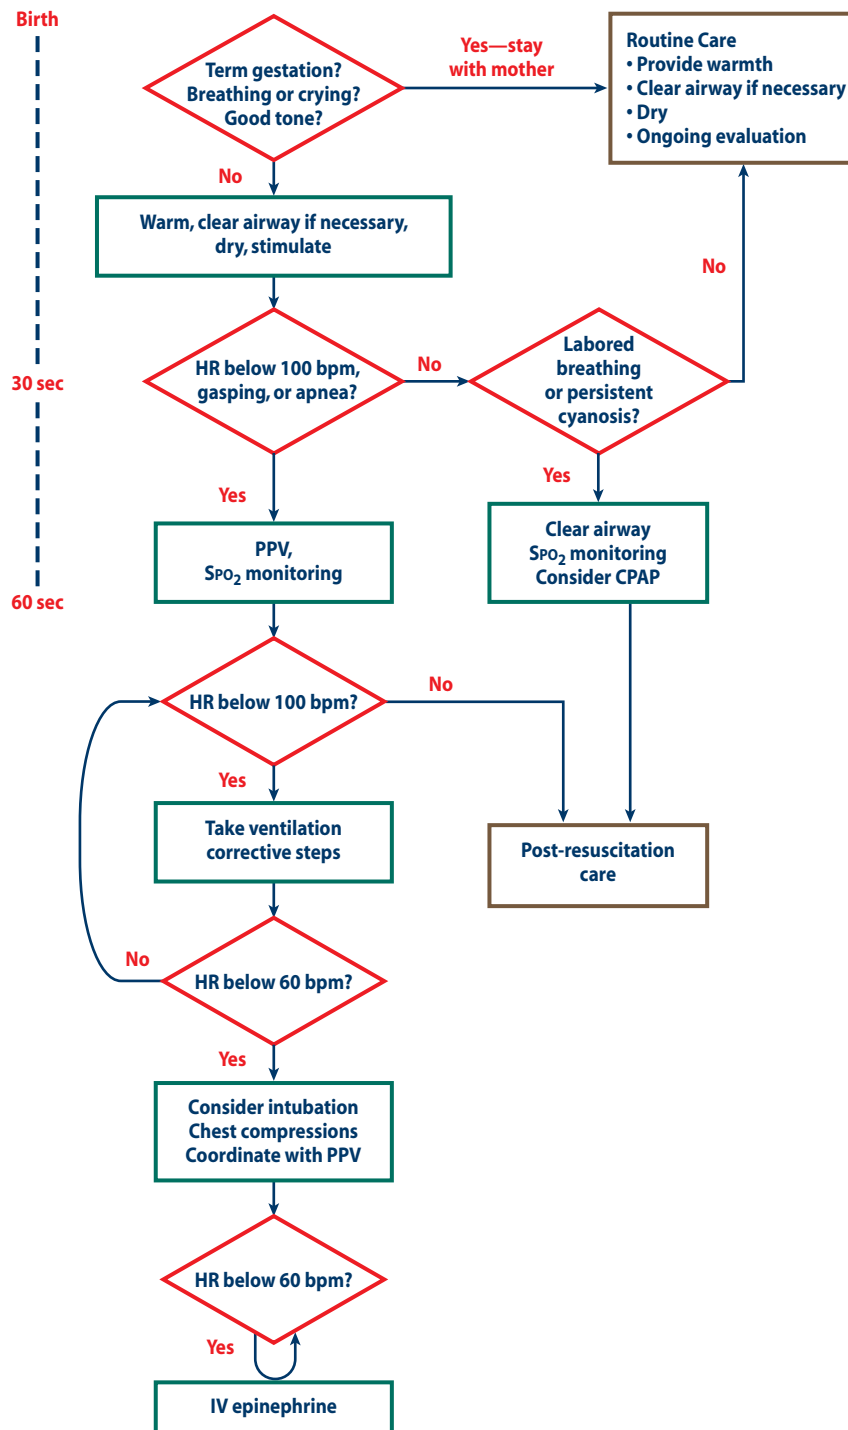 Birth
Term gestation?
Breathing or crying?
Good tone?
Yes—stay
with mother
Routine Care
• Provide warmth
• Clear airway if necessary
• Dry
• Ongoing evaluation
No
Warm, clear airway if necessary,
dry, stimulate
No
30 sec
HR below 100 bpm,
gasping, or apnea?
No
Labored
breathing
or persistent
cyanosis?
Yes
Yes
PPV,
SPO₂ monitoring
Clear airway
SPO₂ monitoring
Consider CPAP
60 sec
HR below 100 bpm?
No
Yes
Take ventilation
corrective steps
Post-resuscitation
care
No
HR below 60 bpm?
Yes
Consider intubation
Chest compressions
Coordinate with PPV
HR below 60 bpm?
Yes
IV epinephrine